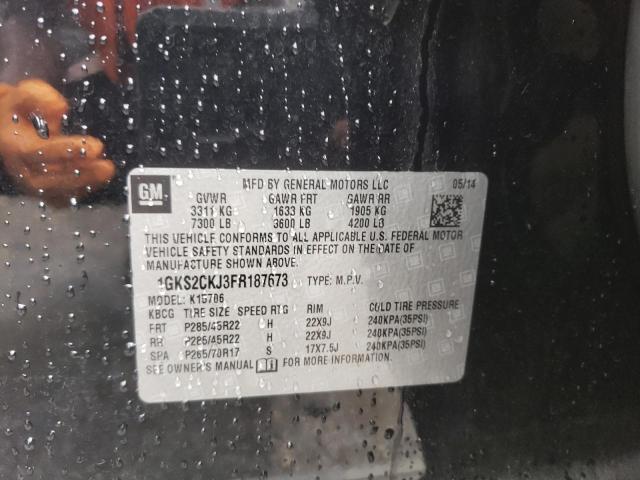 GM
MFD BY GENERAL MOTORS LLC 05/14
GVWR GAWR FRT GAWR RR
3311 KG 1633 KG 1905 KG
7300 LB 3600 LB 4200 LB
THIS VEHICLE CONFORMS TO ALL APPLICABLE U.S. FEDERAL MOTOR
VEHICLE SAFETY STANDARDS IN EFFECT ON THE DATE OF
MANUFACTURE SHOWN ABOVE.
1GKS2CKJ3FR187673 TYPE: M.P.V.
MODEL: K15706
KBCG TIRE SIZE SPEED RTG RIM COLD TIRE PRESSURE
FRT P285/45R22 H 22X9J 240KPA(35PSI)
RR P285/45R22 H 22X9J 240KPA(35PSI)
SPA P265/70R17 S 17X7.5J 240KPA(35PSI)
SEE OWNER'S MANUAL FOR MORE INFORMATION.